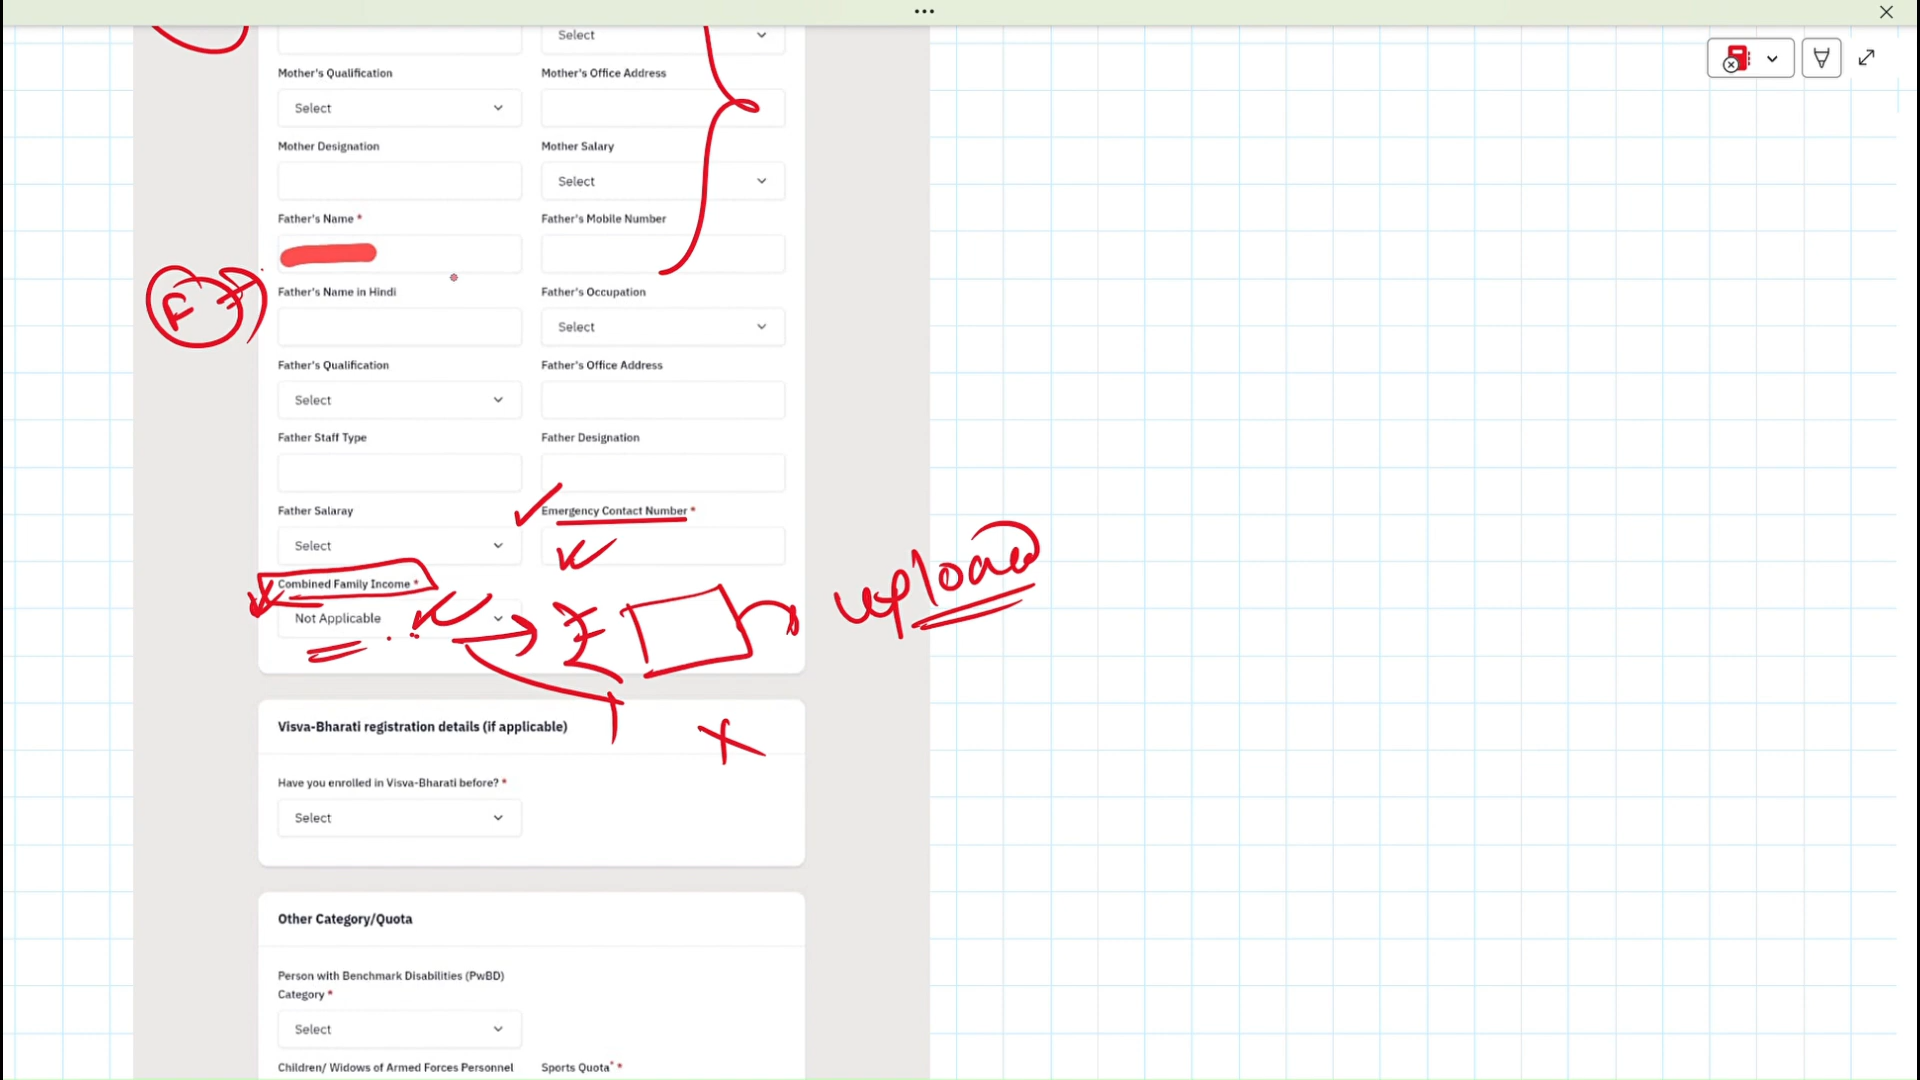 Select
Mother's Qualification
Mother's Office Address
Select
Mother Designation
Mother Salary
Select
Father's Name *
Father's Mobile Number
F
Father's Name in Hindi
Father's Occupation
Select
Father's Qualification
Father's Office Address
Select
Father Staff Type
Father Designation
Father Salaray
Emergency Contact Number *
Select
Combined Family Income *
Not Applicable
₹
upload
Visva-Bharati registration details (if applicable)
Have you enrolled in Visva-Bharati before? *
Select
Other Category/Quota
Person with Benchmark Disabilities (PwBD)
Category *
Select
Children/ Widows of Armed Forces Personnel
Sports Quota* *